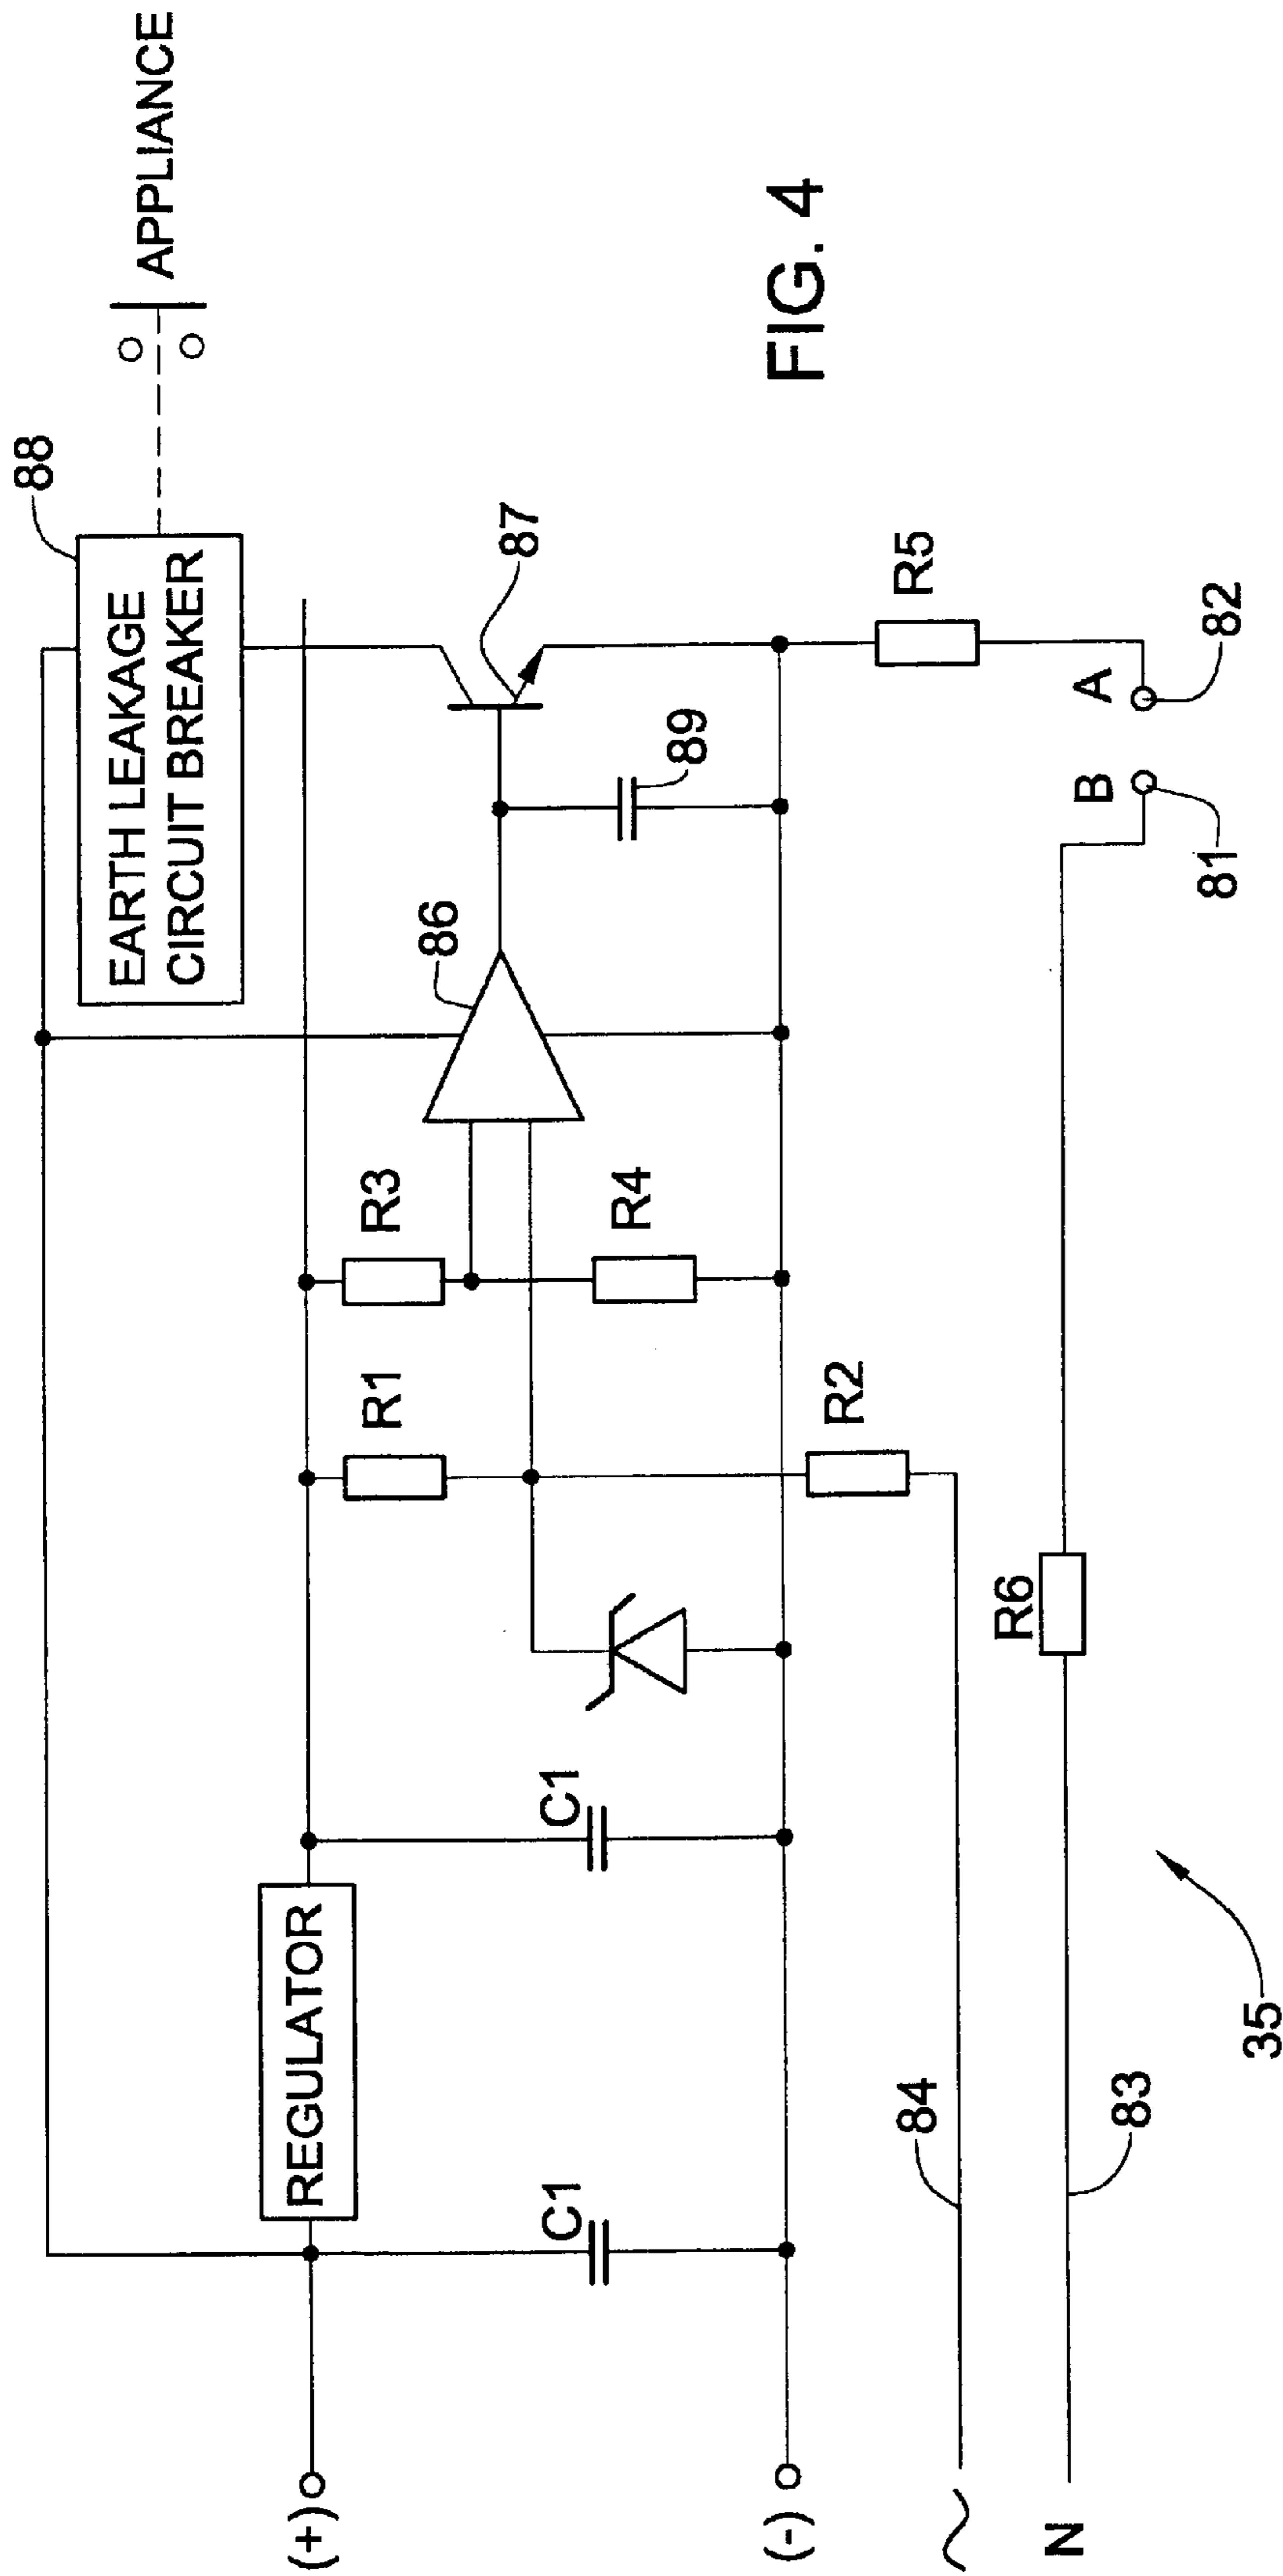 88
EARTH LEAKAGE
CIRCUIT BREAKER
APPLIANCE
(+)
REGULATOR
C1
C1
R1
R3
R4
86
87
89
(-)
R2
R5
84
~
N
83
R6
B
A
81
82
35
FIG. 4